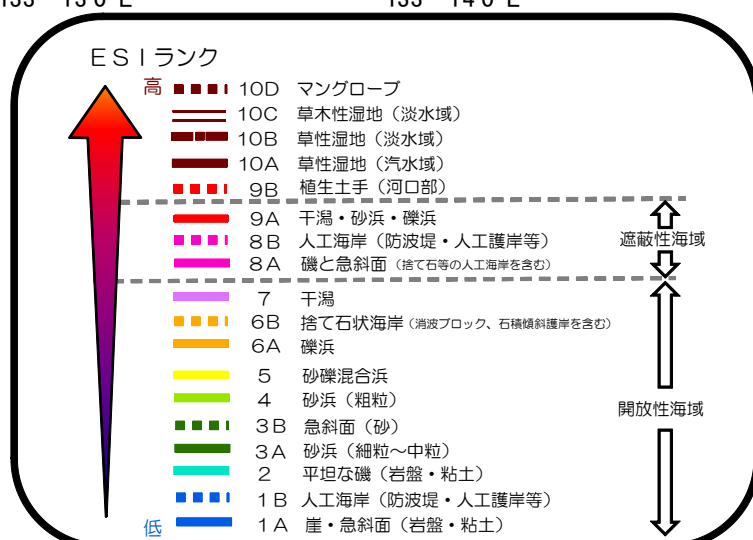 133° 13'0"E 133° 14'0"E
ESIランク
高 10D マングローブ
10C 草木性湿地（淡水域）
10B 草性湿地（淡水域）
10A 草性湿地（汽水域）
9B 植生土手（河口部）
9A 干潟・砂浜・礫浜
8B 人工海岸（防波堤・人工護岸等）
遮蔽性海域
8A 磯と急斜面（捨て石等の人工海岸を含む）
7 干潟
6B 捨て石状海岸（消波ブロック、石積傾斜護岸を含む）
6A 礫浜
5 砂礫混合浜
4 砂浜（粗粒）
開放性海域
3B 急斜面（砂）
3A 砂浜（細粒～中粒）
2 平坦な磯（岩盤・粘土）
1B 人工海岸（防波堤・人工護岸等）
低 1A 崖・急斜面（岩盤・粘土）